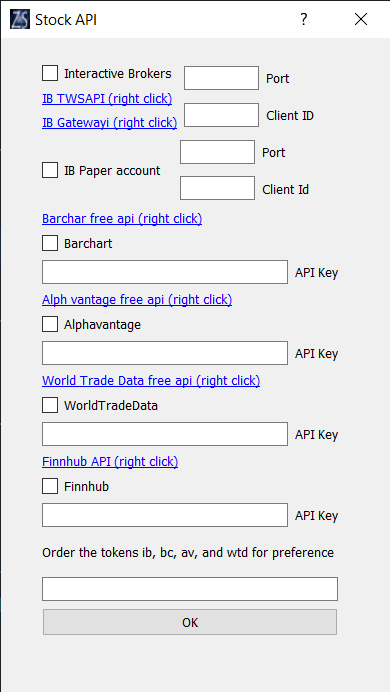 Stock API
Interactive Brokers
Port
IB TWSAPI (right click)
IB Gatewayi (right click)
Client ID
Port
IB Paper account
Client Id
Barchar free api (right click)
Barchart
API Key
Alph vantage free api (right click)
Alphavantage
API Key
World Trade Data free api (right click)
WorldTradeData
API Key
Finnhub API (right click)
Finnhub
API Key
Order the tokens ib, bc, av, and wtd for preference
OK